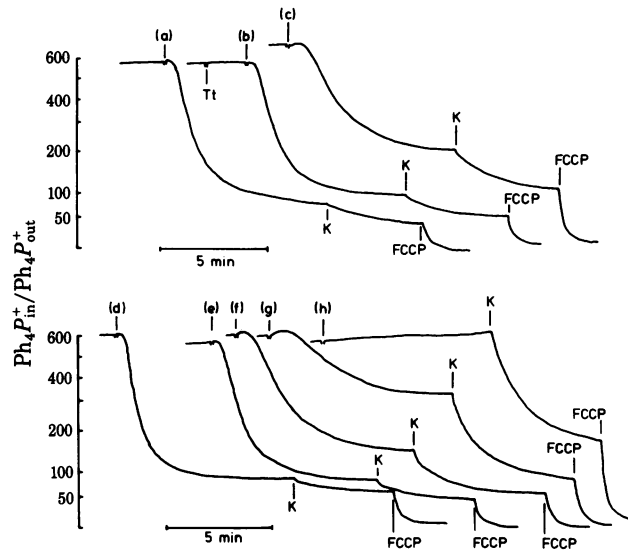 (a) (b) (c)
600
400
200
100
50
Tt
K
K
K
FCCP
FCCP
FCCP
5 min
Ph₄P⁺in/Ph₄P⁺out
(d) (e) (f) (g) (h)
600
400
200
100
50
K
K
K
K
K
FCCP
FCCP
FCCP
FCCP
FCCP
5 min